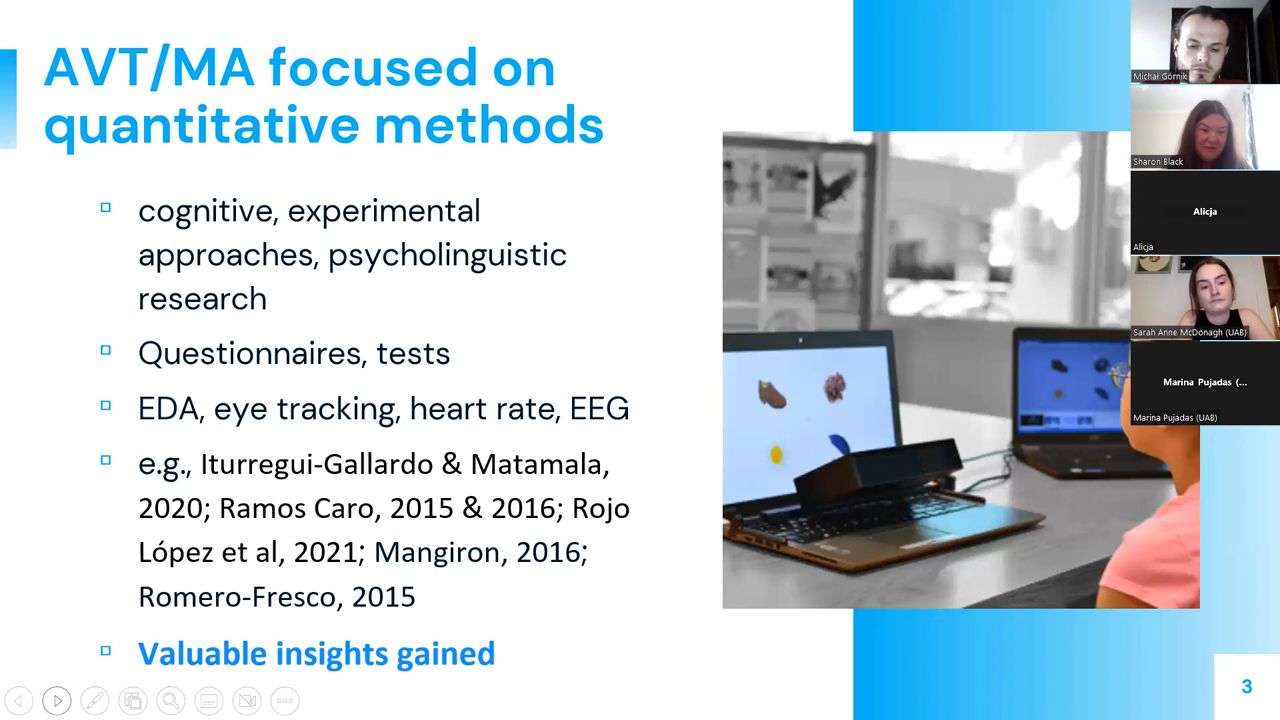 AVT/MA focused on
quantitative methods
cognitive, experimental
approaches, psycholinguistic
research
Questionnaires, tests
EDA, eye tracking, heart rate, EEG
e.g., Iturregui-Gallardo & Matamala,
2020; Ramos Caro, 2015 & 2016; Rojo
López et al, 2021; Mangiron, 2016;
Romero-Fresco, 2015
Valuable insights gained
3
Michał Górnik
Sharon Black
Alicja
Alicja
Sarah Anne McDonagh (UAB)
Marina Pujadas (...
Marina Pujadas (UAB)